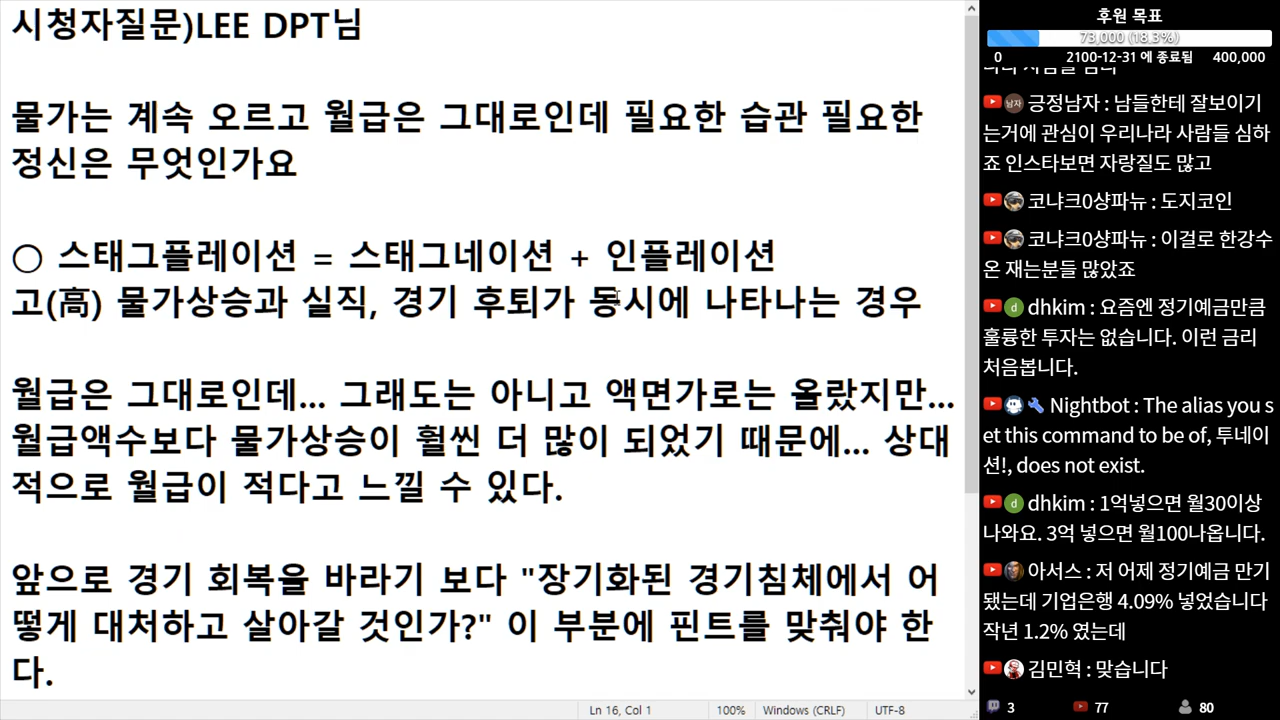 시청자질문)LEE DPT님
물가는 계속 오르고 월급은 그대로인데 필요한 습관 필요한
정신은 무엇인가요
○ 스태그플레이션 = 스태그네이션 + 인플레이션
고(高) 물가상승과 실직, 경기 후퇴가 동시에 나타나는 경우
월급은 그대로인데... 그래도는 아니고 액면가로는 올랐지만...
월급액수보다 물가상승이 훨씬 더 많이 되었기 때문에... 상대
적으로 월급이 적다고 느낄 수 있다.
앞으로 경기 회복을 바라기 보다 "장기화된 경기침체에서 어
떻게 대처하고 살아갈 것인가?" 이 부분에 핀트를 맞춰야 한
다.
Ln 16, Col 1
100%
Windows (CRLF)
UTF-8
후원 목표
73,000 (18.3%)
0
2100-12-31 에 종료됨
400,000
긍정남자 : 남들한테 잘보이기
는거에 관심이 우리나라 사람들 심하
죠 인스타보면 자랑질도 많고
코냐크0샹파뉴 : 도지코인
코냐크0샹파뉴 : 이걸로 한강수
온 재는분들 많았죠
dhkim : 요즘엔 정기예금만큼
훌륭한 투자는 없습니다. 이런 금리
처음봅니다.
Nightbot : The alias you s
et this command to be of, 투네이
션!, does not exist.
dhkim : 1억넣으면 월30이상
나와요. 3억 넣으면 월100나옵니다.
아서스 : 저 어제 정기예금 만기
됐는데 기업은행 4.09% 넣었습니다
작년 1.2% 였는데
김민혁 : 맞습니다
3
77
80